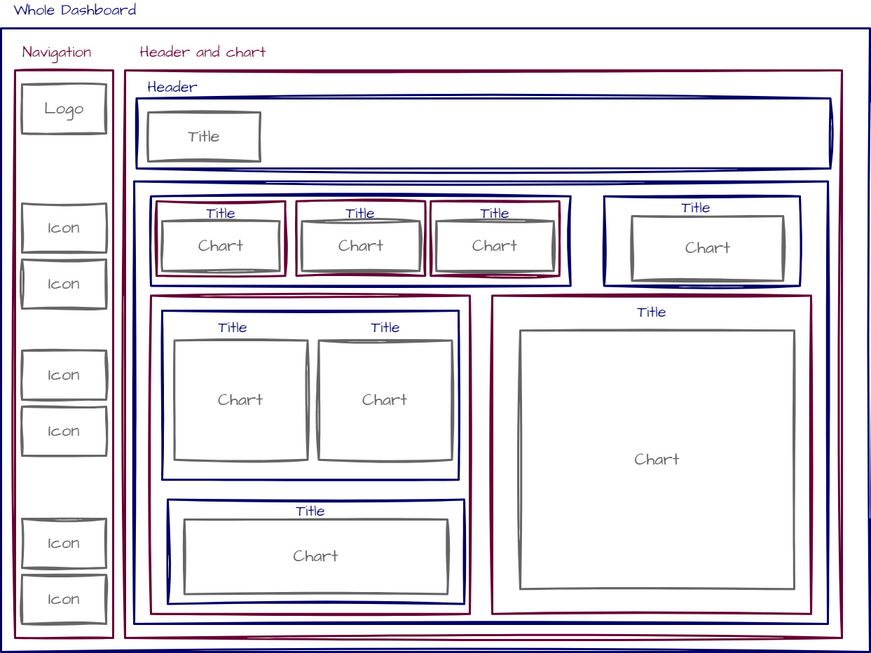 Whole Dashboard
Navigation
Header and chart
Logo
Icon
Icon
Icon
Icon
Icon
Icon
Header
Title
Title
Chart
Title
Chart
Title
Chart
Title
Chart
Title
Chart
Title
Chart
Title
Chart
Title
Chart